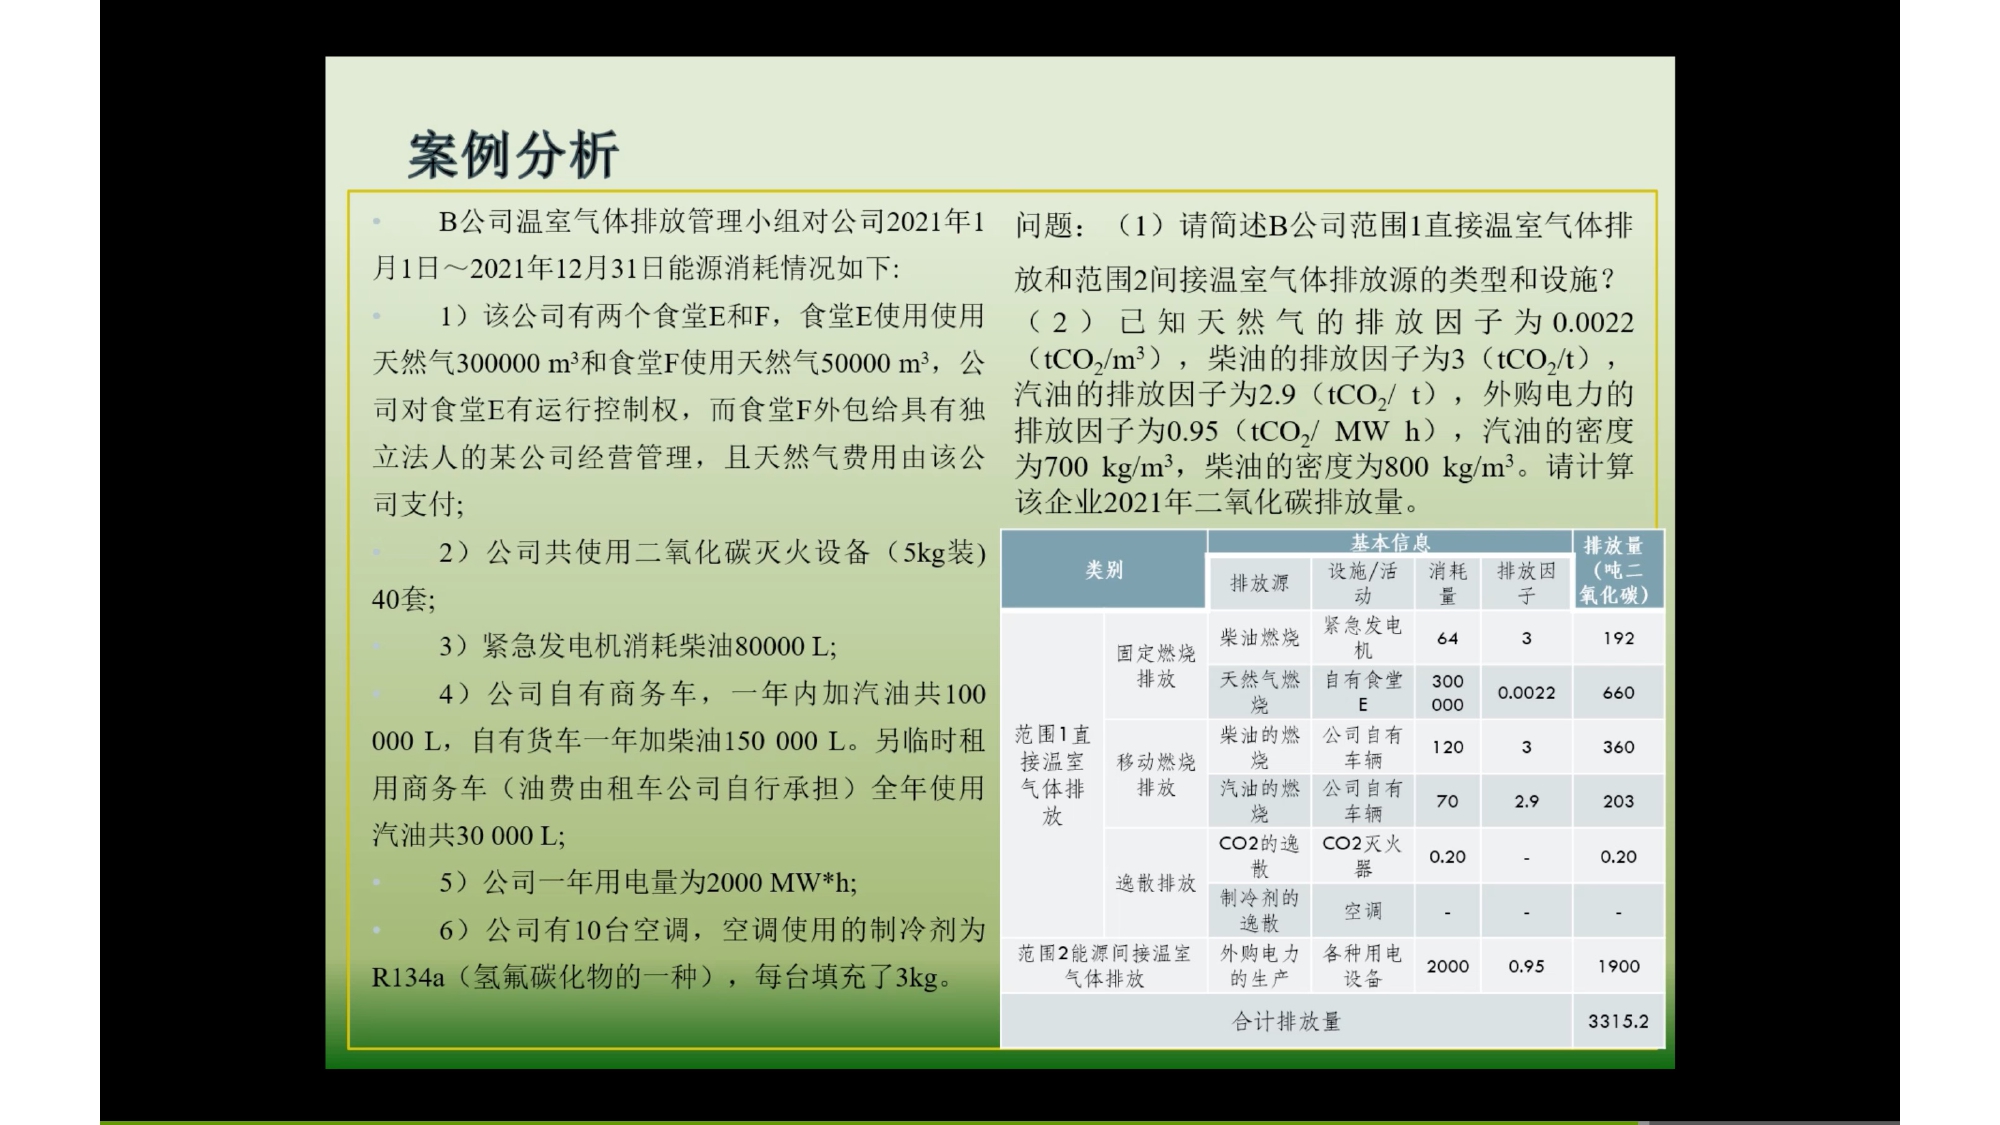 案例分析
B公司温室气体排放管理小组对公司2021年1
月1日～2021年12月31日能源消耗情况如下:
1）该公司有两个食堂E和F，食堂E使用使用
天然气300000 m³和食堂F使用天然气50000 m³，公
司对食堂E有运行控制权，而食堂F外包给具有独
立法人的某公司经营管理，且天然气费用由该公
司支付;
2）公司共使用二氧化碳灭火设备（5kg装)
40套;
3）紧急发电机消耗柴油80000 L;
4）公司自有商务车，一年内加汽油共100
000 L，自有货车一年加柴油150 000 L。另临时租
用商务车（油费由租车公司自行承担）全年使用
汽油共30 000 L;
5）公司一年用电量为2000 MW*h;
6）公司有10台空调，空调使用的制冷剂为
R134a（氢氟碳化物的一种），每台填充了3kg。
问题：（1）请简述B公司范围1直接温室气体排
放和范围2间接温室气体排放源的类型和设施？
（2）已知天然气的排放因子为0.0022
（tCO₂/m³），柴油的排放因子为3（tCO₂/t），
汽油的排放因子为2.9（tCO₂/ t），外购电力的
排放因子为0.95（tCO₂/ MW h），汽油的密度
为700 kg/m³，柴油的密度为800 kg/m³。请计算
该企业2021年二氧化碳排放量。
类别 基本信息 排放量（吨二氧化碳）
排放源 设施/活动 消耗量 排放因子
范围1直接温室气体排放 固定燃烧排放 柴油燃烧 紧急发电机 64 3 192
天然气燃烧 自有食堂E 300000 0.0022 660
移动燃烧排放 柴油的燃烧 公司自有车辆 120 3 360
汽油的燃烧 公司自有车辆 70 2.9 203
逸散排放 CO2的逸散 CO2灭火器 0.20 - 0.20
制冷剂的逸散 空调 - - -
范围2能源间接温室气体排放 外购电力的生产 各种用电设备 2000 0.95 1900
合计排放量 3315.2